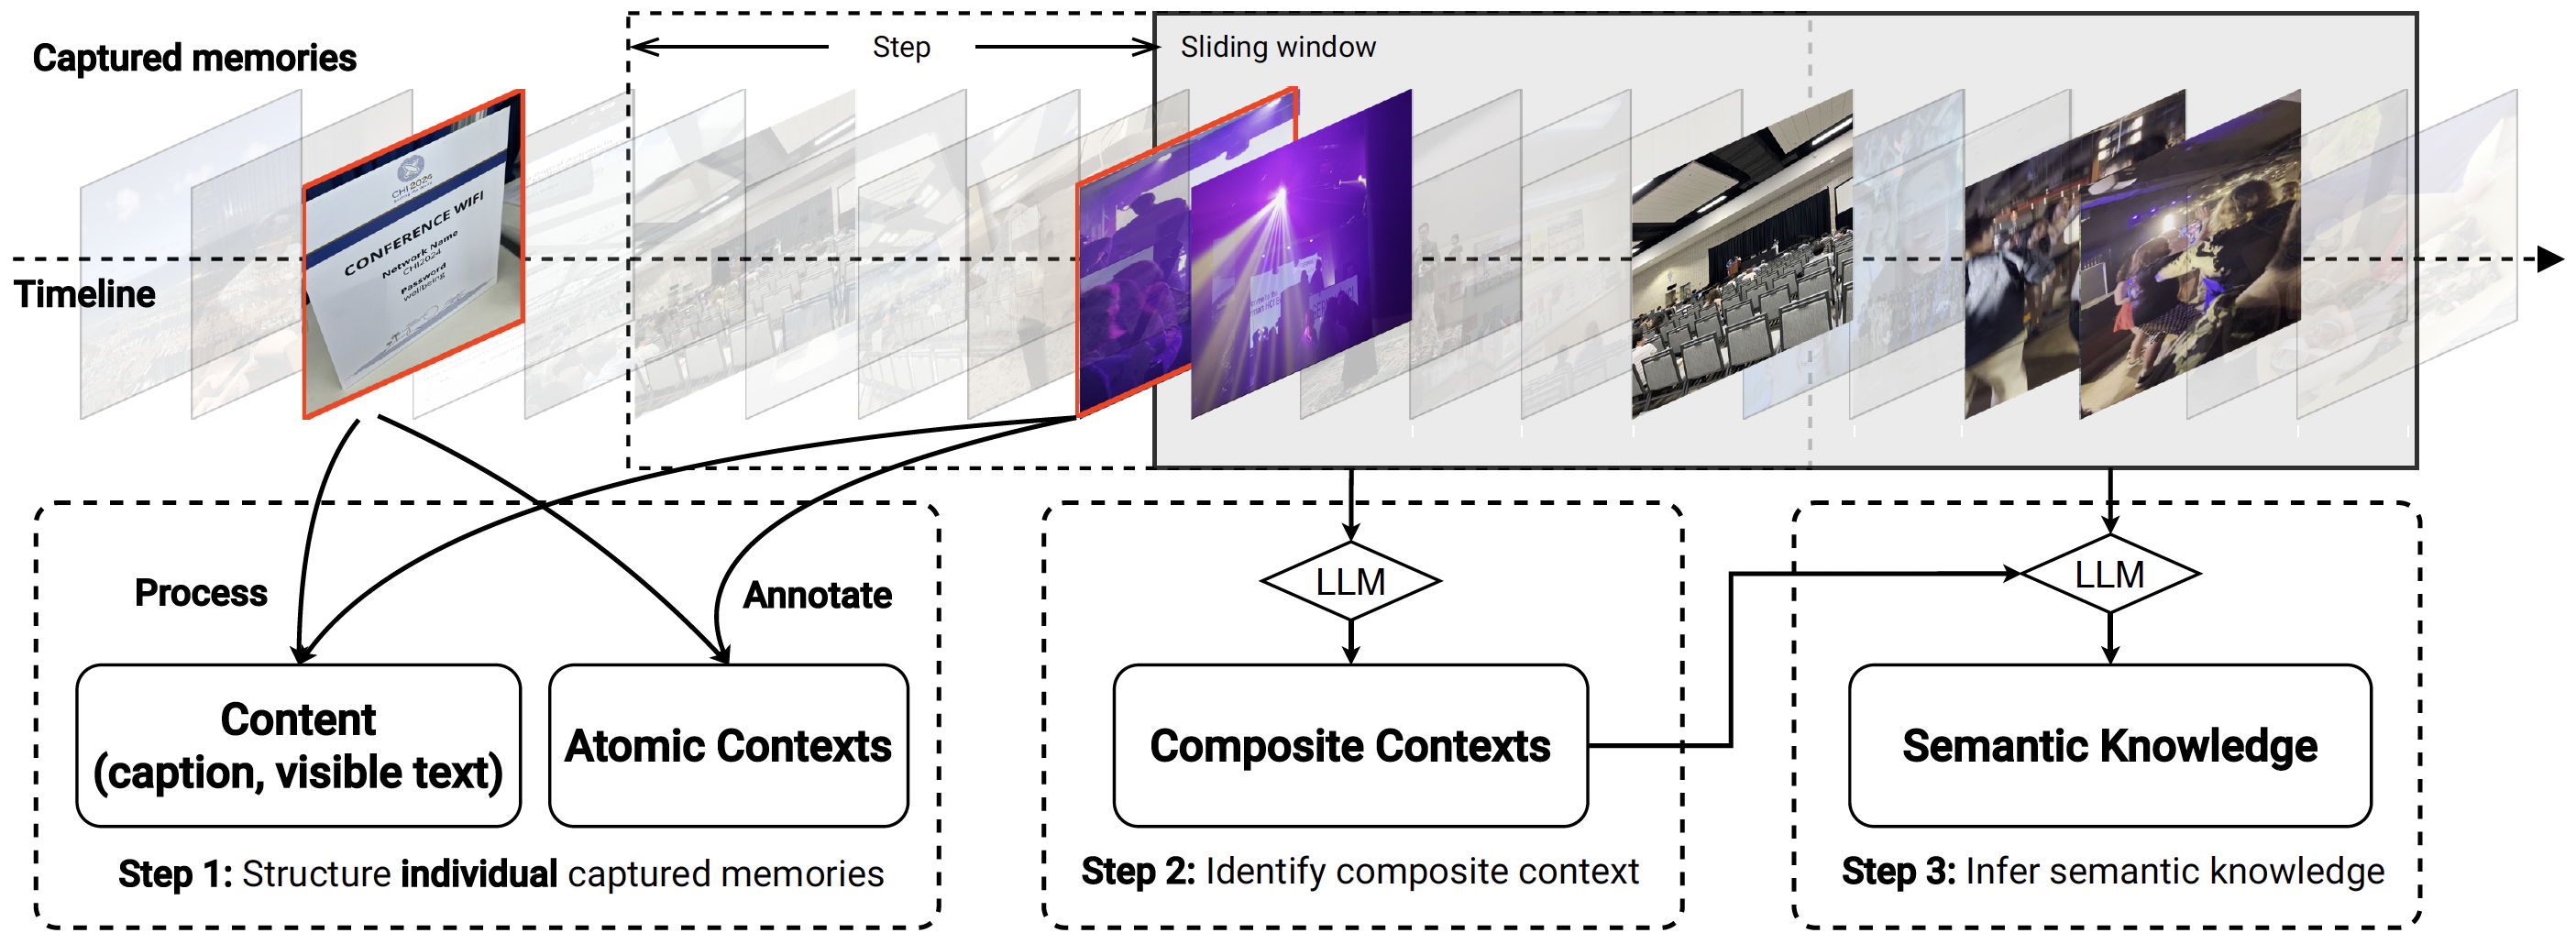 Captured memories
Step
Sliding window
CHI 2024
CONFERENCE WIFI
Network Name
CHI2024
Password
wellbeing
Timeline
Process
Annotate
LLM
LLM
Content
(caption, visible text)
Atomic Contexts
Composite Contexts
Semantic Knowledge
Step 1: Structure individual captured memories
Step 2: Identify composite context
Step 3: Infer semantic knowledge